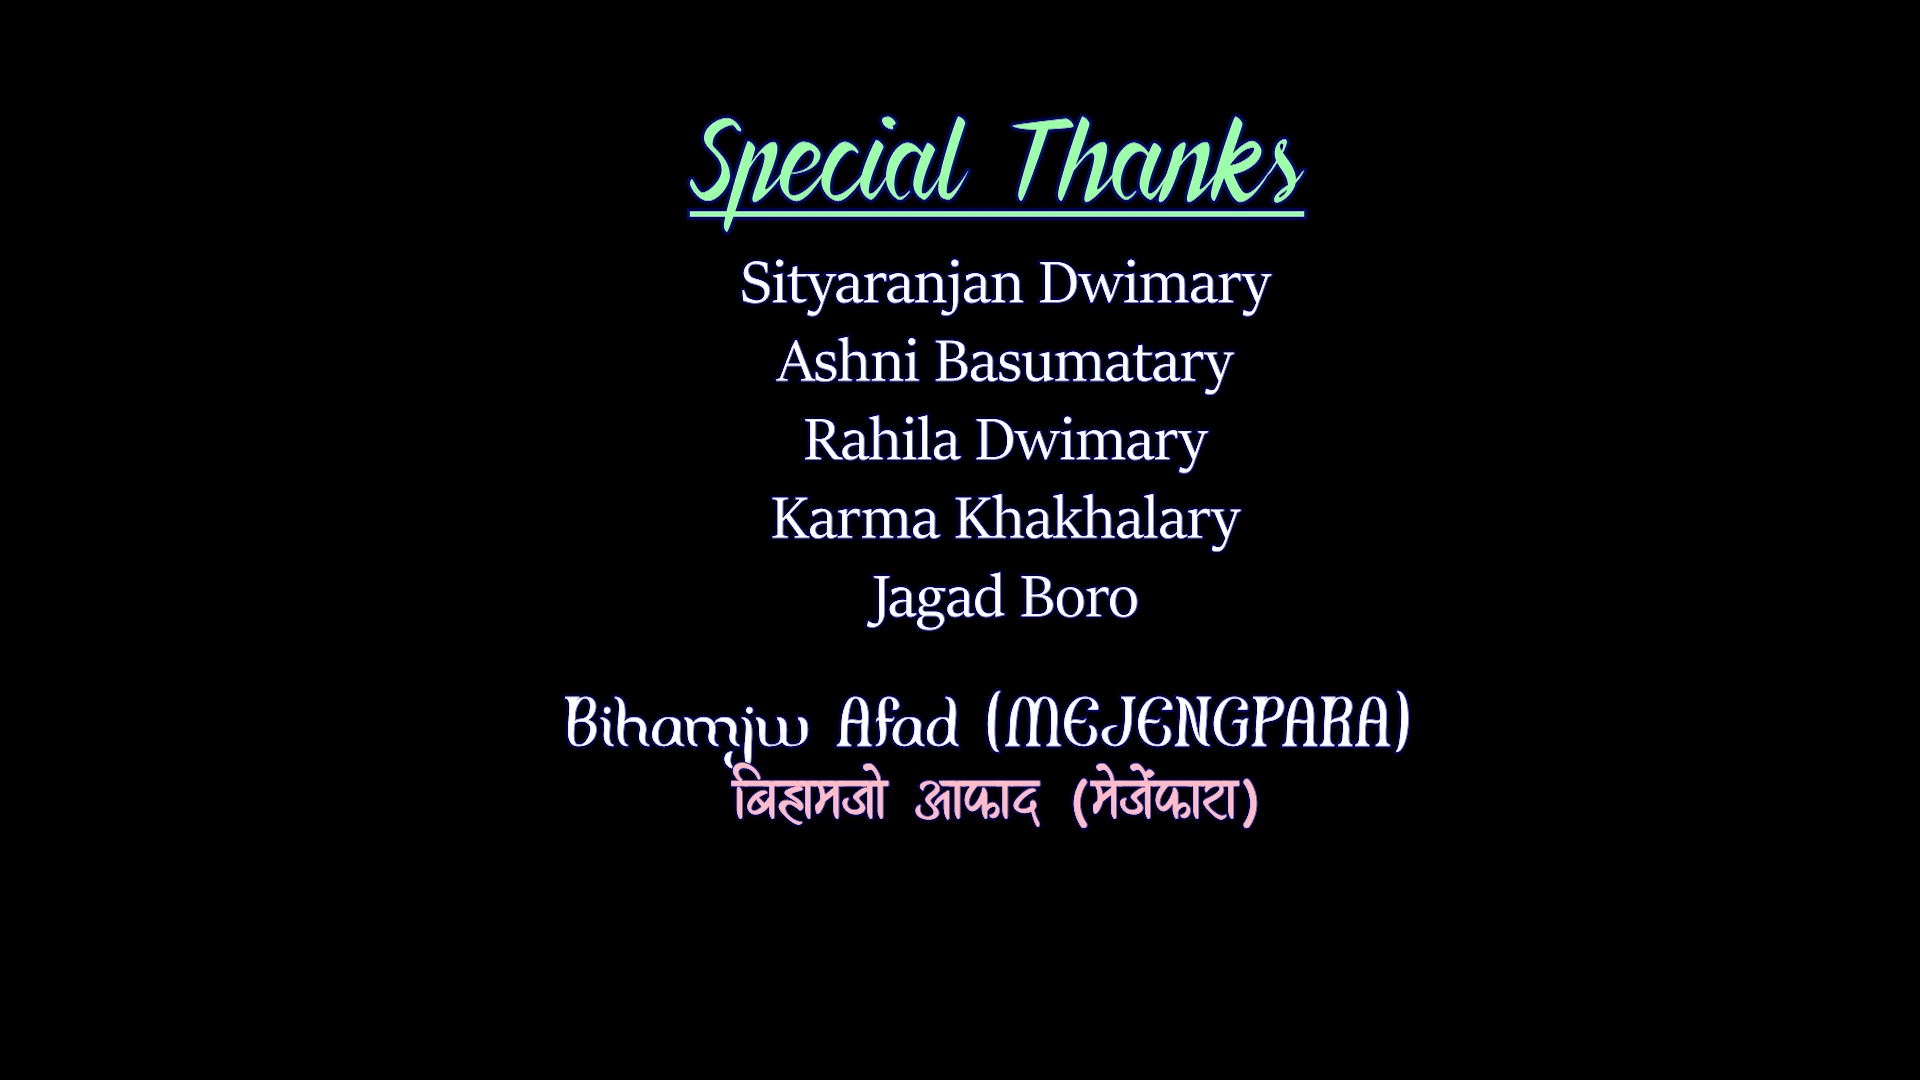 Special Thanks
Sityaranjan Dwimary
Ashni Basumatary
Rahila Dwimary
Karma Khakhalary
Jagad Boro
Bihamjw Afad (MEJENGPARA)
बिहामजो आफाद (मेजेंफारा)